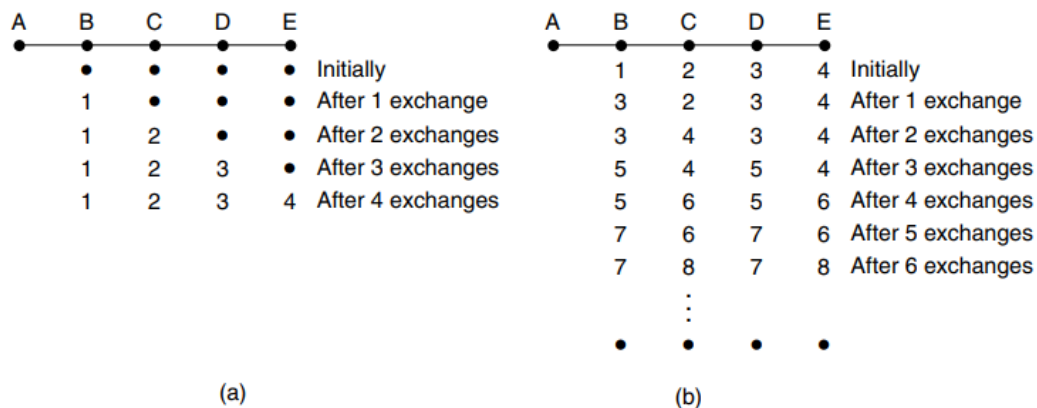 A B C D E
• • • • Initially
1 • • • After 1 exchange
1 2 • • After 2 exchanges
1 2 3 • After 3 exchanges
1 2 3 4 After 4 exchanges
(a)
A B C D E
1 2 3 4 Initially
3 2 3 4 After 1 exchange
3 4 3 4 After 2 exchanges
5 4 5 4 After 3 exchanges
5 6 5 6 After 4 exchanges
7 6 7 6 After 5 exchanges
7 8 7 8 After 6 exchanges
⋮
• • • •
(b)